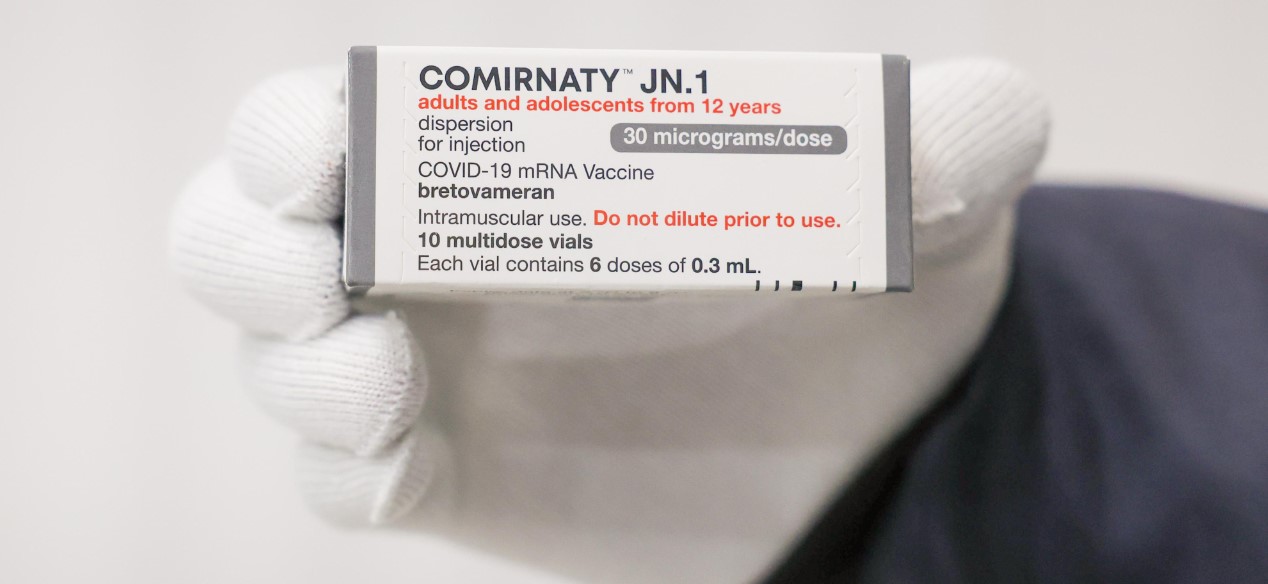 COMIRNATY™ JN.1
adults and adolescents from 12 years
dispersion
for injection
30 micrograms/dose
COVID-19 mRNA Vaccine
bretovameran
Intramuscular use. Do not dilute prior to use.
10 multidose vials
Each vial contains 6 doses of 0.3 mL.